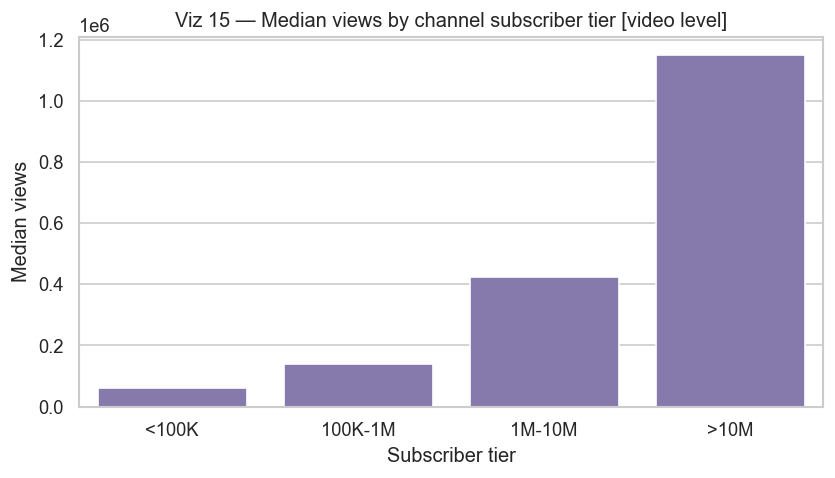 Viz 15 — Median views by channel subscriber tier [video level]
1e6
1.2
1.0
0.8
0.6
0.4
0.2
0.0
Median views
<100K 100K-1M 1M-10M >10M
Subscriber tier